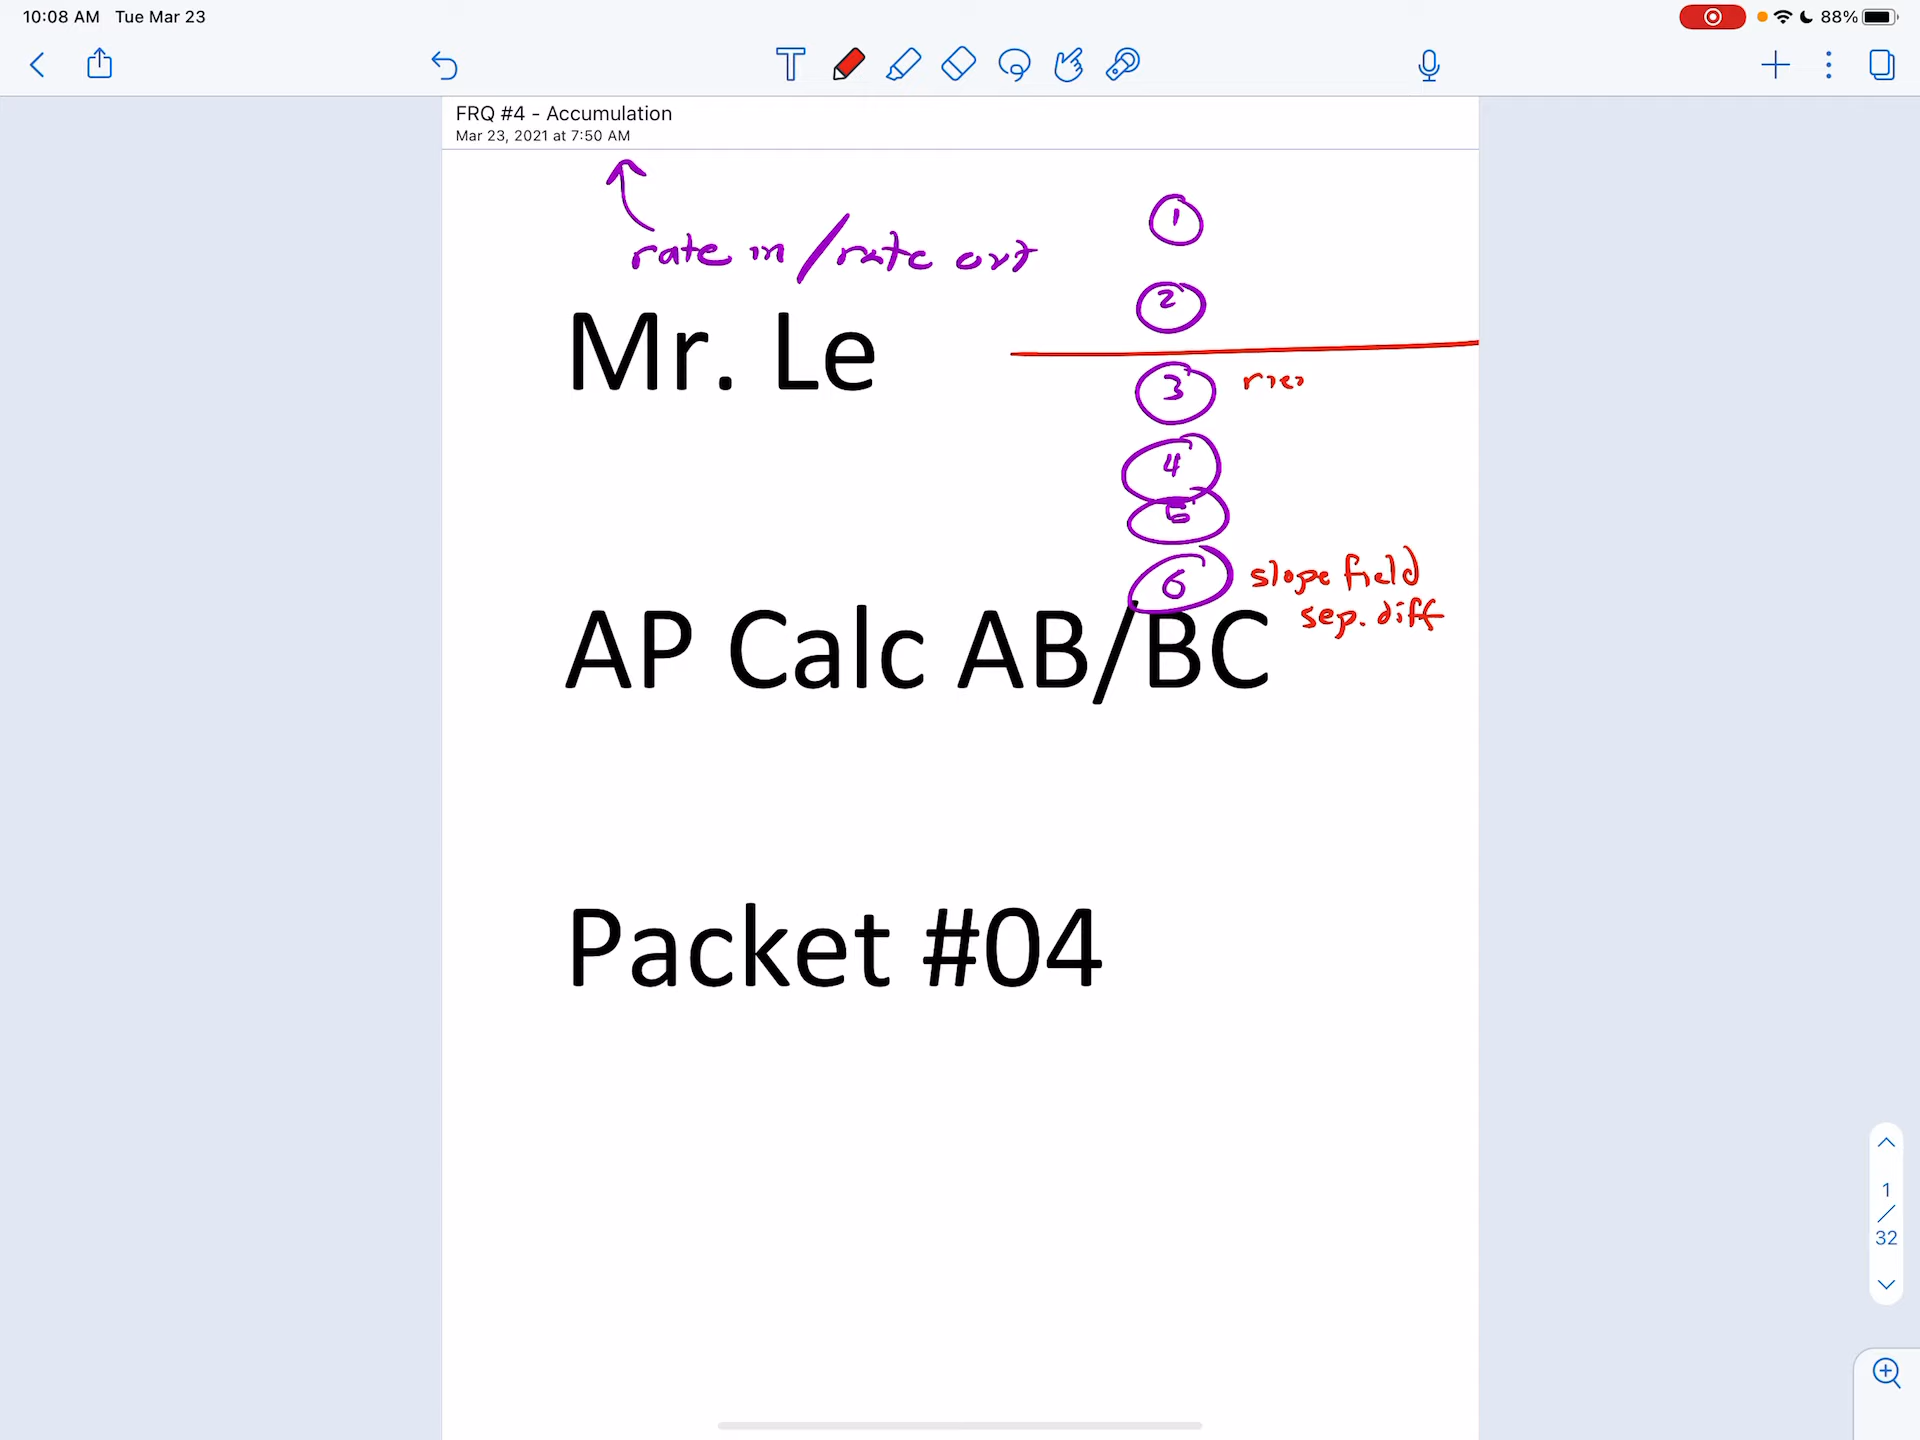 10:08 AM Tue Mar 23
88%
FRQ #4 - Accumulation
Mar 23, 2021 at 7:50 AM
rate in / rate out
1
2
Mr. Le
3
4
5
6 slope field
sep. diff
AP Calc AB/BC
Packet #04
1
/
32